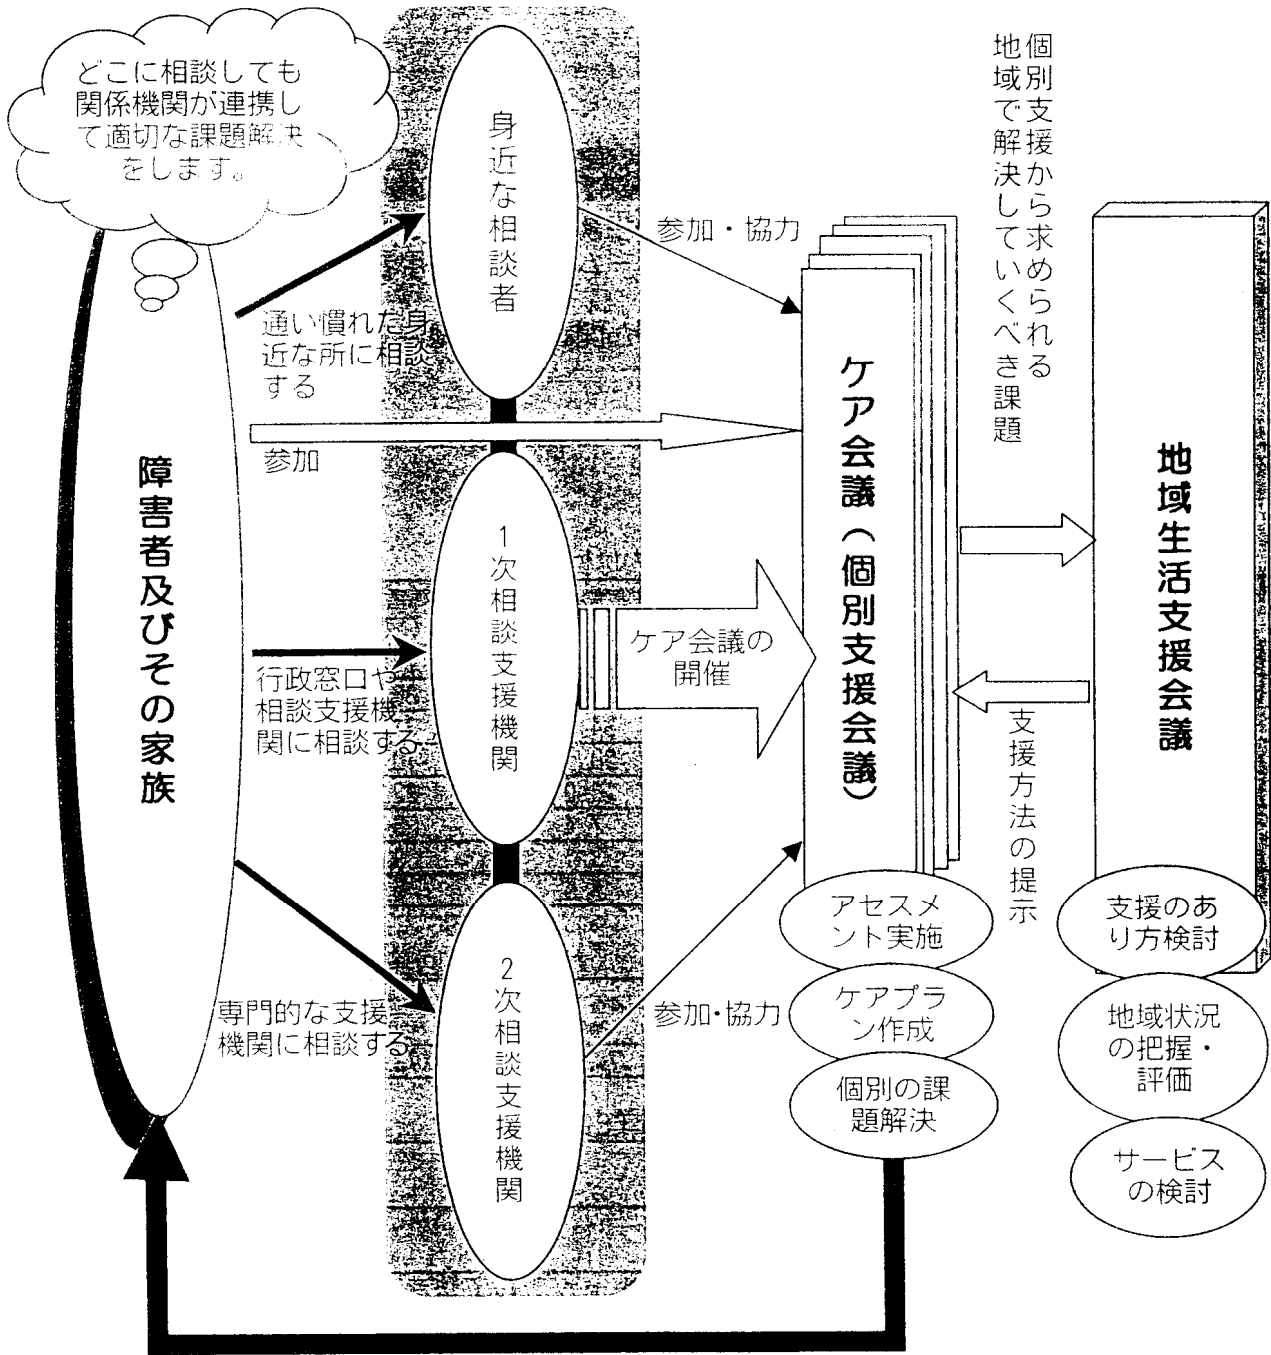 どこに相談しても
関係機関が連携し
て適切な課題解決
をします。
障害者及びその家族
通い慣れた身
近な所に相談
する
参加
行政窓口や
相談支援機
関に相談する
専門的な支援
機関に相談する
身近な相談者
1次相談支援機関
2次相談支援機関
参加・協力
ケア会議の
開催
参加・協力
ケア会議（個別支援会議）
アセスメ
ント実施
ケアプラ
ン作成
個別の課
題解決
個別支援から求められる
地域で解決していくべき課題
支援方法の提示
地域生活支援会議
支援のあ
り方検討
地域状況
の把握・
評価
サービス
の検討